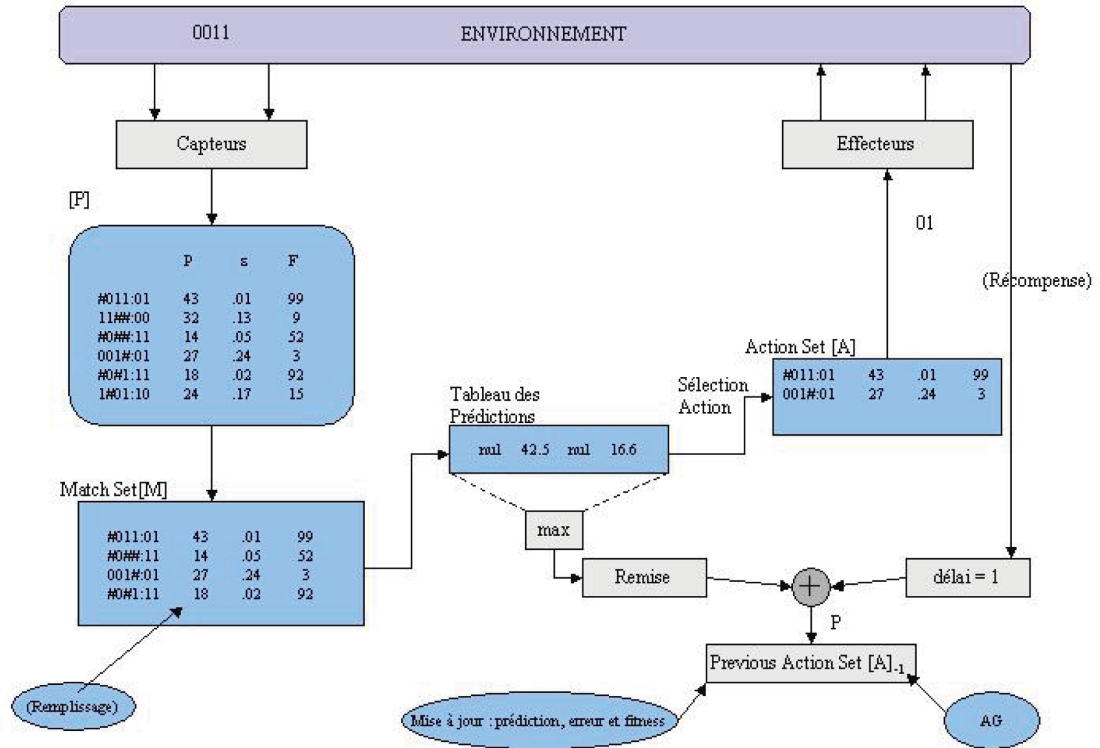 0011 ENVIRONNEMENT
Capteurs
Effecteurs
[P]
01
P ε F
#011:01 43 .01 99
11##:00 32 .13 9
#0##:11 14 .05 52
001#:01 27 .24 3
#0#1:11 18 .02 92
1#01:10 24 .17 15
(Récompense)
Action Set [A]
#011:01 43 .01 99
001#:01 27 .24 3
Sélection
Action
Tableau des
Prédictions
nul 42.5 nul 16.6
Match Set[M]
#011:01 43 .01 99
#0##:11 14 .05 52
001#:01 27 .24 3
#0#1:11 18 .02 92
max
Remise
+
délai = 1
P
Previous Action Set [A]-1
(Remplissage)
Mise à jour : prédiction, erreur et fitness
AG